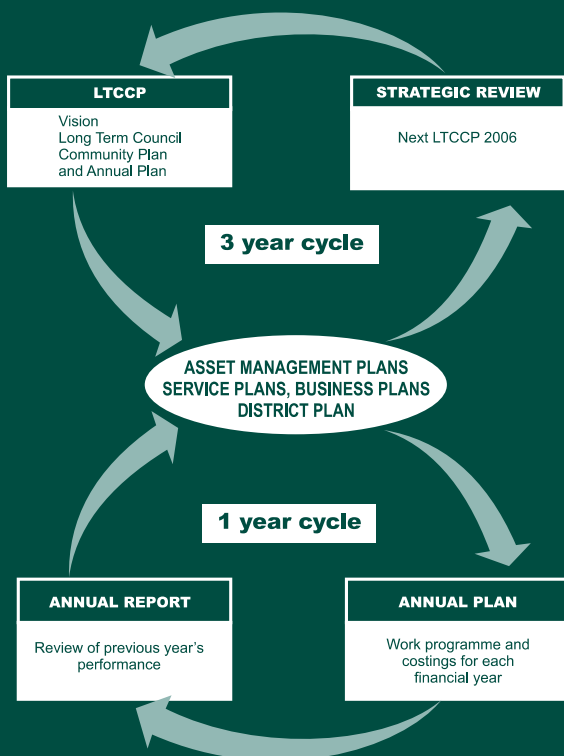 LTCCP
Vision
Long Term Council
Community Plan
and Annual Plan
STRATEGIC REVIEW
Next LTCCP 2006
3 year cycle
ASSET MANAGEMENT PLANS
SERVICE PLANS, BUSINESS PLANS
DISTRICT PLAN
1 year cycle
ANNUAL REPORT
Review of previous year's
performance
ANNUAL PLAN
Work programme and
costings for each
financial year